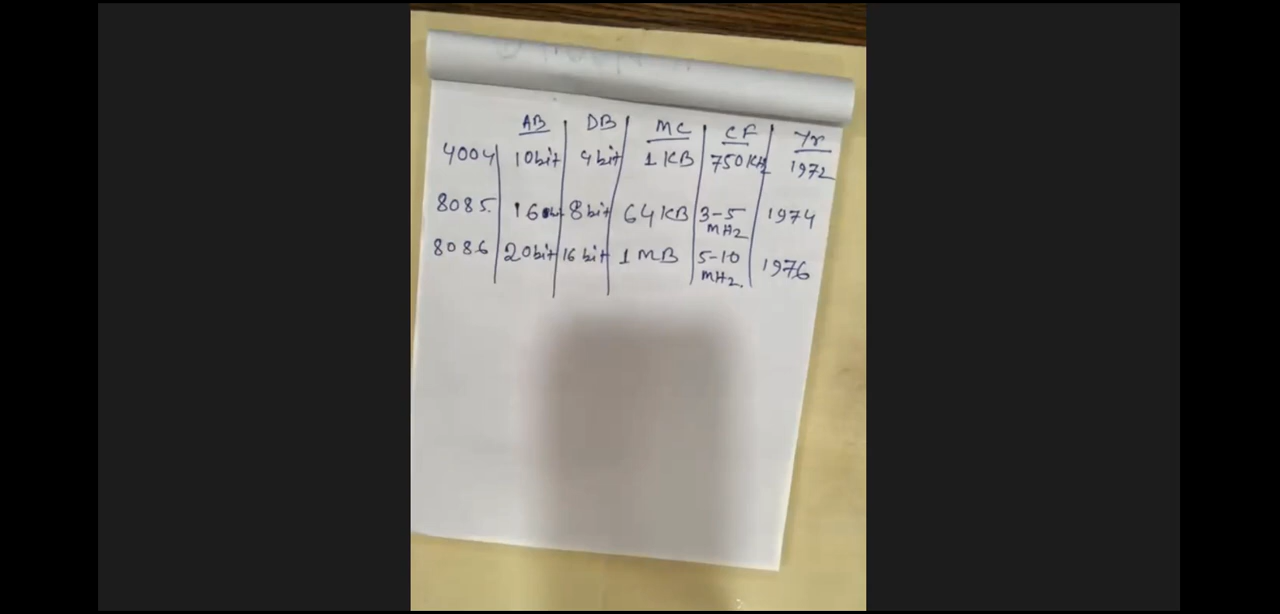 AB DB MC CF Yr
4004 10bit 4bit 1KB 750KHz 1972
8085. 16 8bit 64KB 3-5 MHz 1974
8086 20bit 16bit 1MB 5-10 MHz. 1976